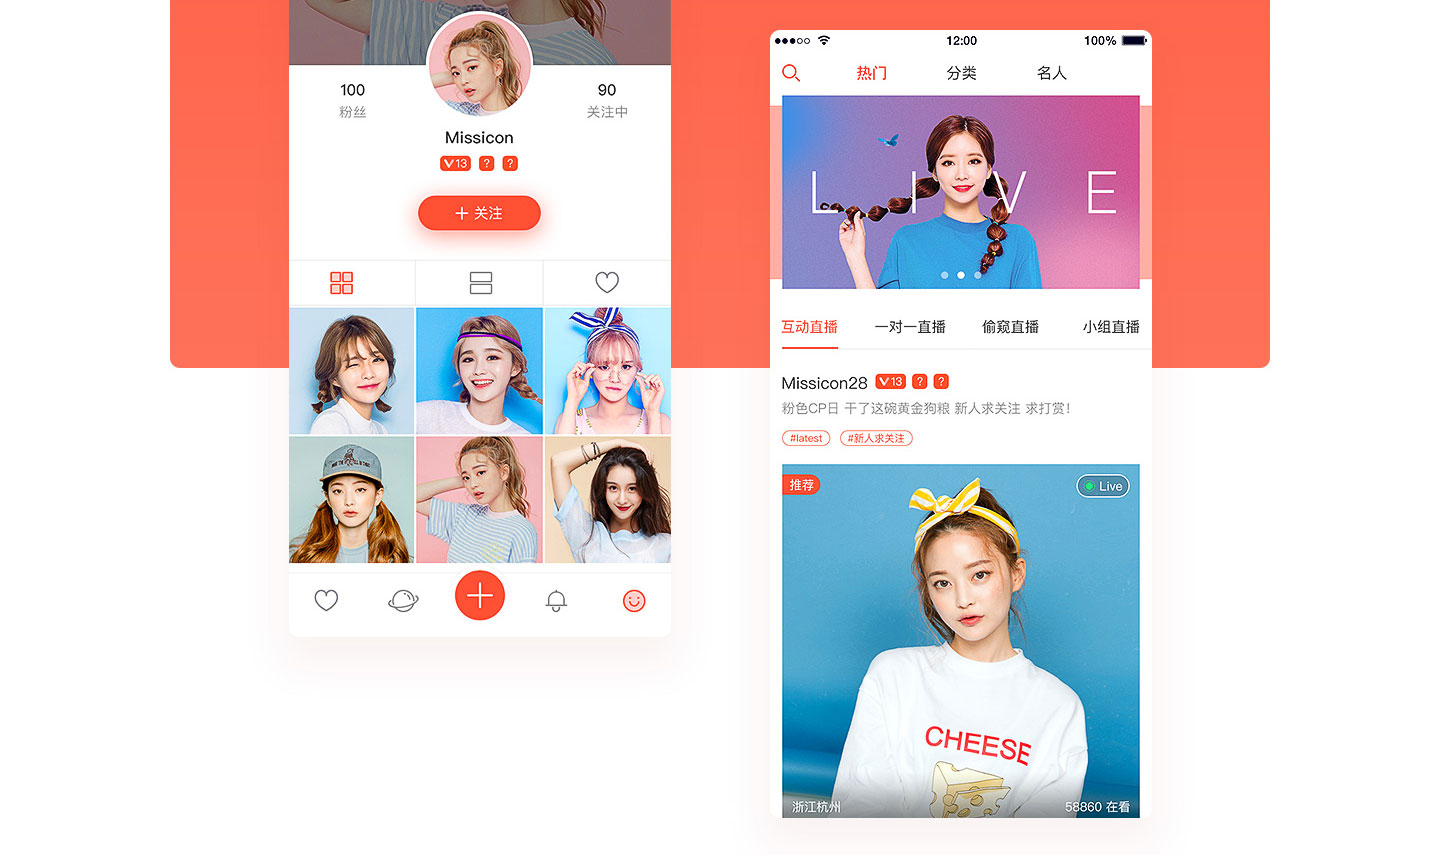 100
粉丝
90
关注中
Missicon
V13 ? ?
+ 关注
12:00
100%
热门 分类 名人
LIVE
互动直播 一对一直播 偷窥直播 小组直播
Missicon28 V13 ? ?
粉色CP日 干了这碗黄金狗粮 新人求关注 求打赏!
#latest #新人求关注
推荐
Live
CHEESE
浙江杭州
58860 在看